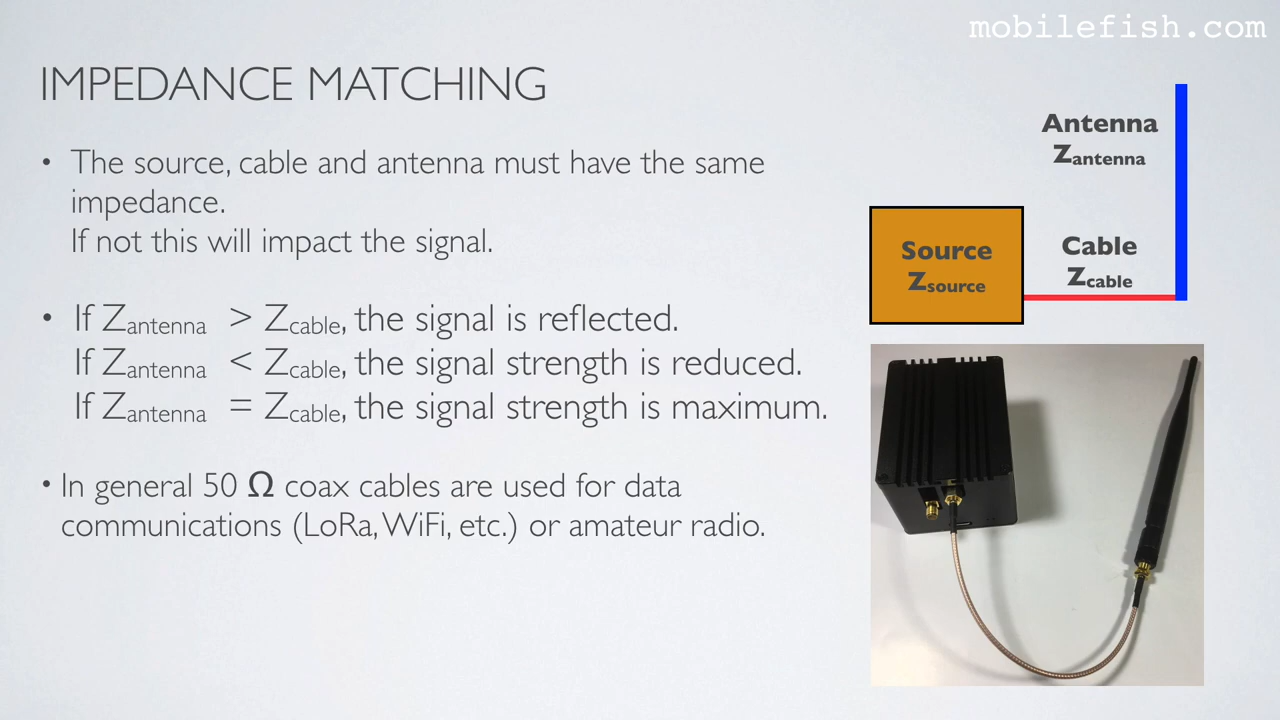 mobilefish.com
IMPEDANCE MATCHING
• The source, cable and antenna must have the same
impedance.
If not this will impact the signal.
• If Zantenna > Zcable, the signal is reflected.
If Zantenna < Zcable, the signal strength is reduced.
If Zantenna = Zcable, the signal strength is maximum.
• In general 50 Ω coax cables are used for data
communications (LoRa, WiFi, etc.) or amateur radio.
Antenna
Zantenna
Source
Zsource
Cable
Zcable